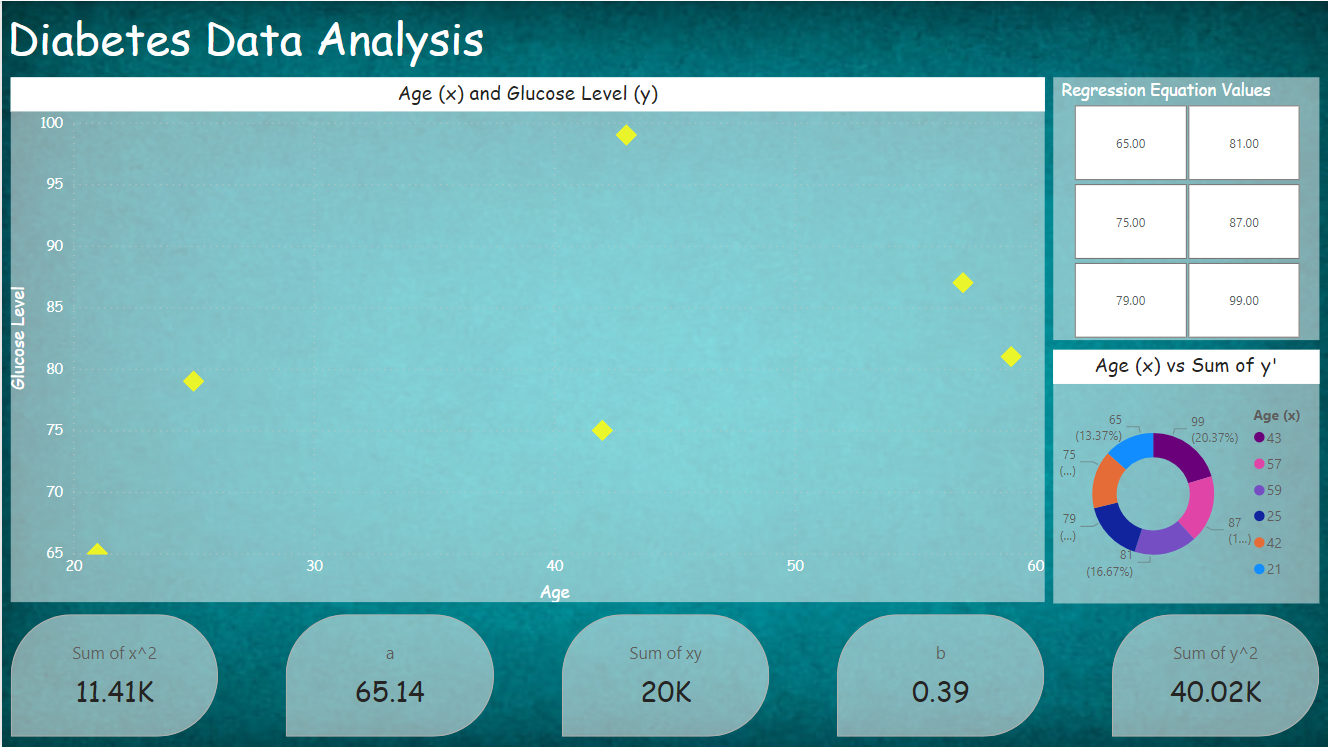 Diabetes Data Analysis
Age (x) and Glucose Level (y)
100
95
90
85
80
75
70
65
Glucose Level
20
30
40
50
60
Age
Regression Equation Values
65.00
81.00
75.00
87.00
79.00
99.00
Age (x) vs Sum of y'
99
(20.37%)
87
(1...)
81
(16.67%)
79
(...)
75
(...)
65
(13.37%)
Age (x)
43
57
59
25
42
21
Sum of x^2
11.41K
a
65.14
Sum of xy
20K
b
0.39
Sum of y^2
40.02K